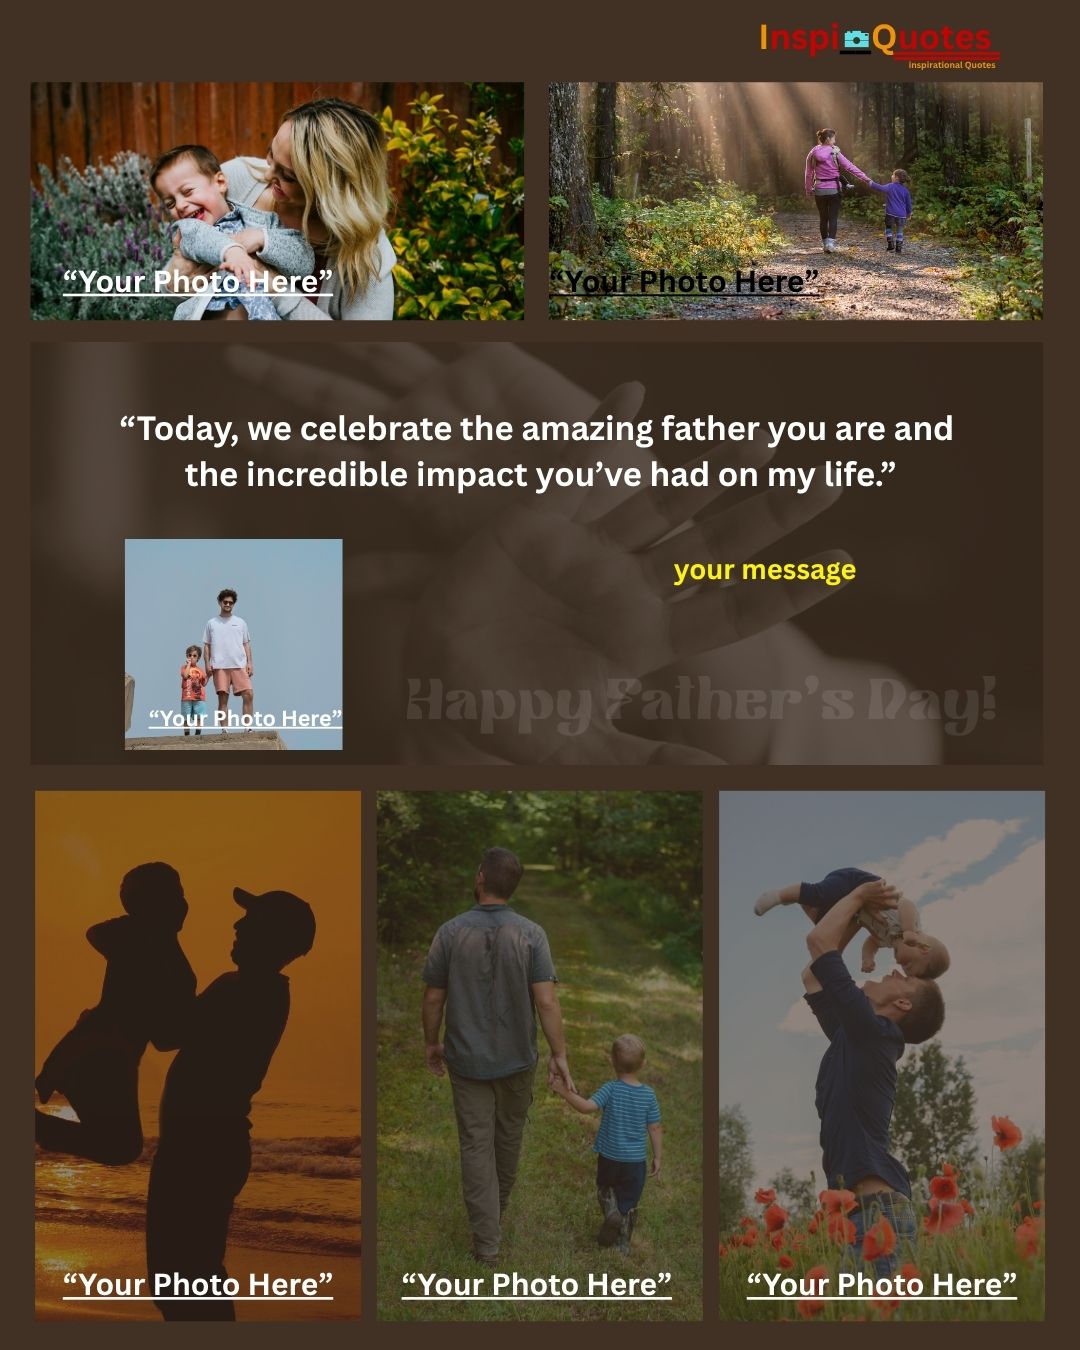 InspiQuotes
Inspirational Quotes
“Your Photo Here”
“Your Photo Here”
“Today, we celebrate the amazing father you are and
the incredible impact you’ve had on my life.”
your message
“Your Photo Here”
Happy Father’s Day!
“Your Photo Here”
“Your Photo Here”
“Your Photo Here”